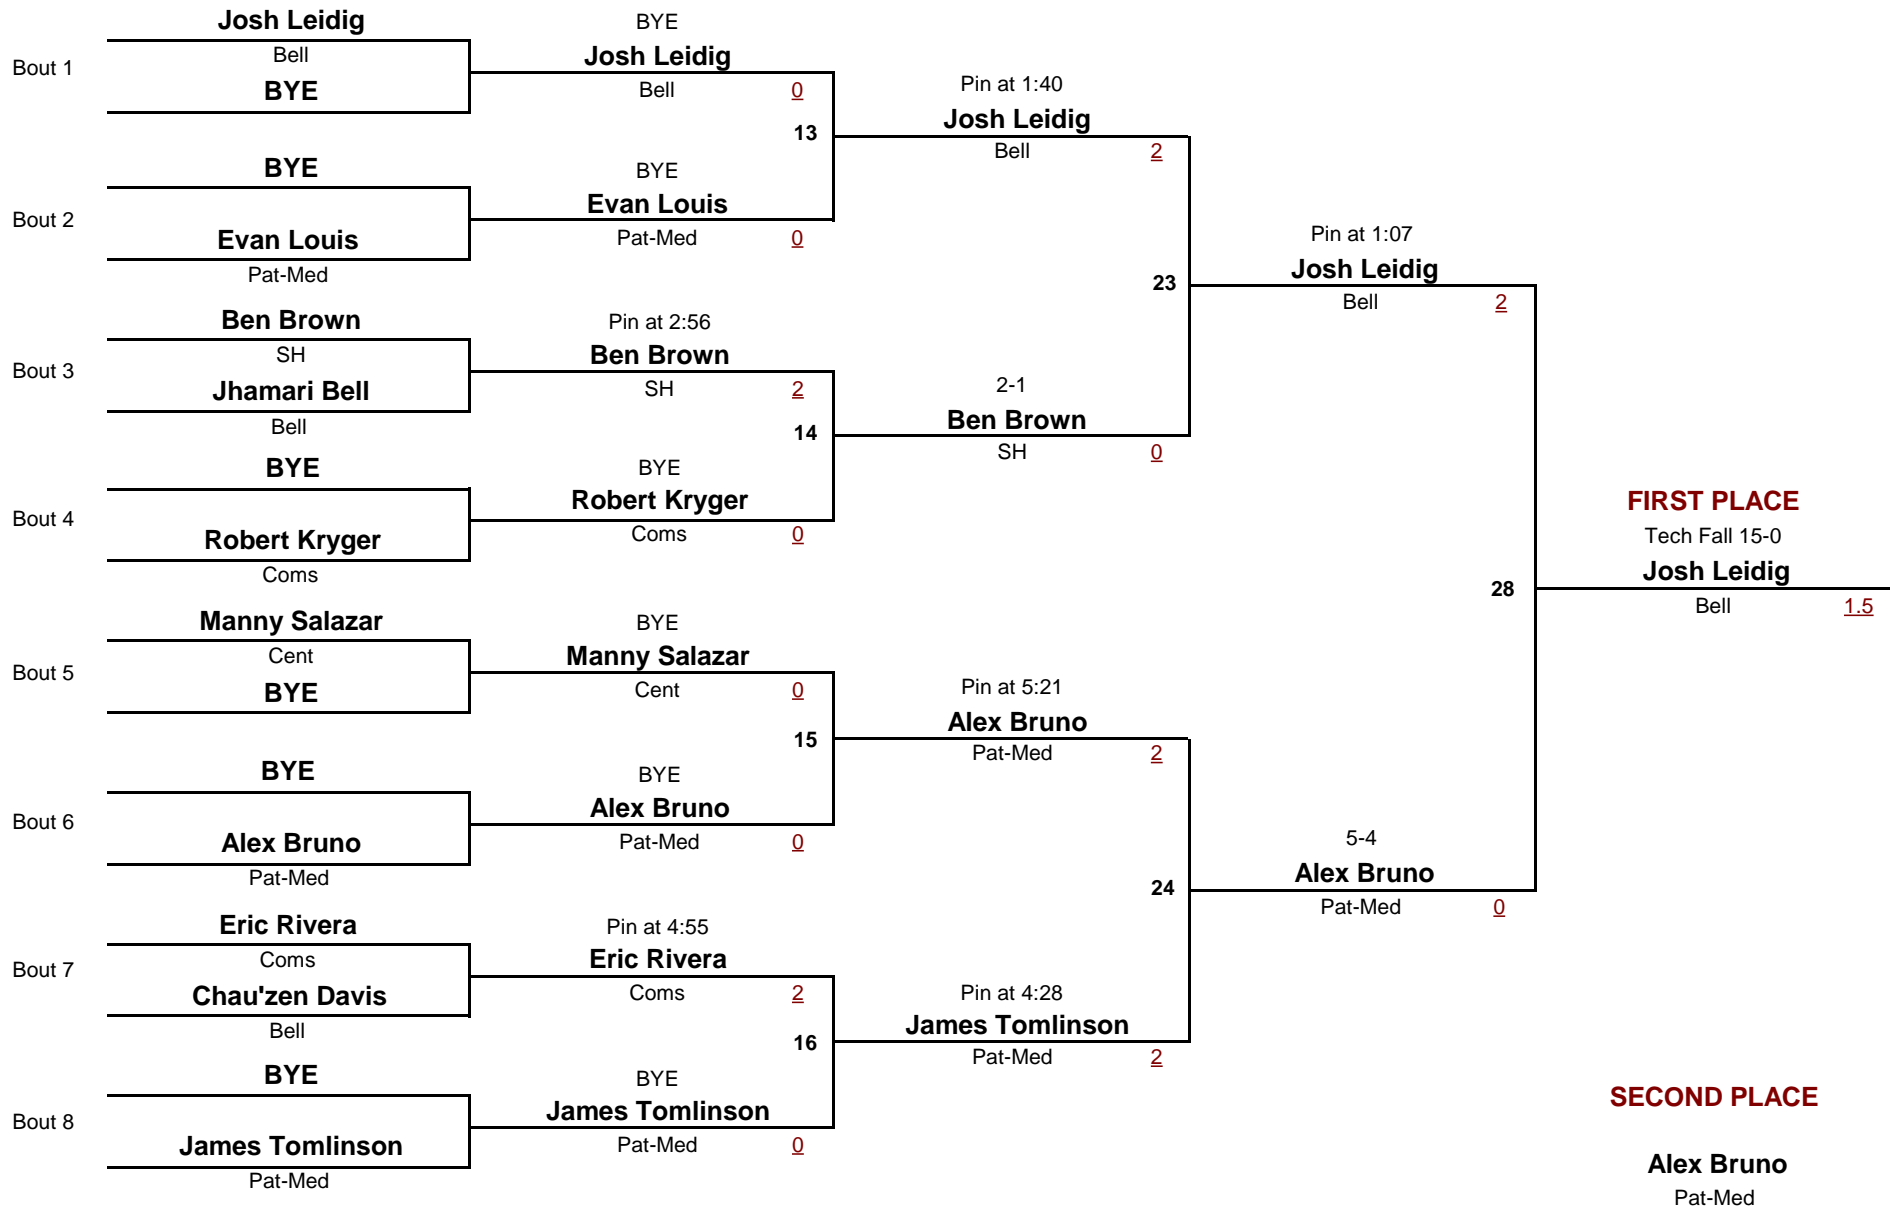 Josh Leidig
Bout 1
Bell
BYE
BYE
Evan Louis
Bout 2
Pat-Med
Ben Brown
Bout 3
SH
Jhamari Bell
Bell
BYE
Bout 4
Robert Kryger
Coms
Manny Salazar
Bout 5
Cent
BYE
BYE
Bout 6
Alex Bruno
Pat-Med
Eric Rivera
Bout 7
Coms
Chau'zen Davis
Bell
BYE
Bout 8
James Tomlinson
Pat-Med
BYE
Josh Leidig
Bell 0
13
BYE
Evan Louis
Pat-Med 0
Pin at 2:56
Ben Brown
SH 2
14
BYE
Robert Kryger
Coms 0
BYE
Manny Salazar
Cent 0
15
BYE
Alex Bruno
Pat-Med 0
Pin at 4:55
Eric Rivera
Coms 2
16
BYE
James Tomlinson
Pat-Med 0
Pin at 1:40
Josh Leidig
Bell 2
23
2-1
Ben Brown
SH 0
Pin at 5:21
Alex Bruno
Pat-Med 2
24
Pin at 4:28
James Tomlinson
Pat-Med 2
Pin at 1:07
Josh Leidig
Bell 2
28
5-4
Alex Bruno
Pat-Med 0
FIRST PLACE
Tech Fall 15-0
Josh Leidig
Bell 1.5
SECOND PLACE
Alex Bruno
Pat-Med